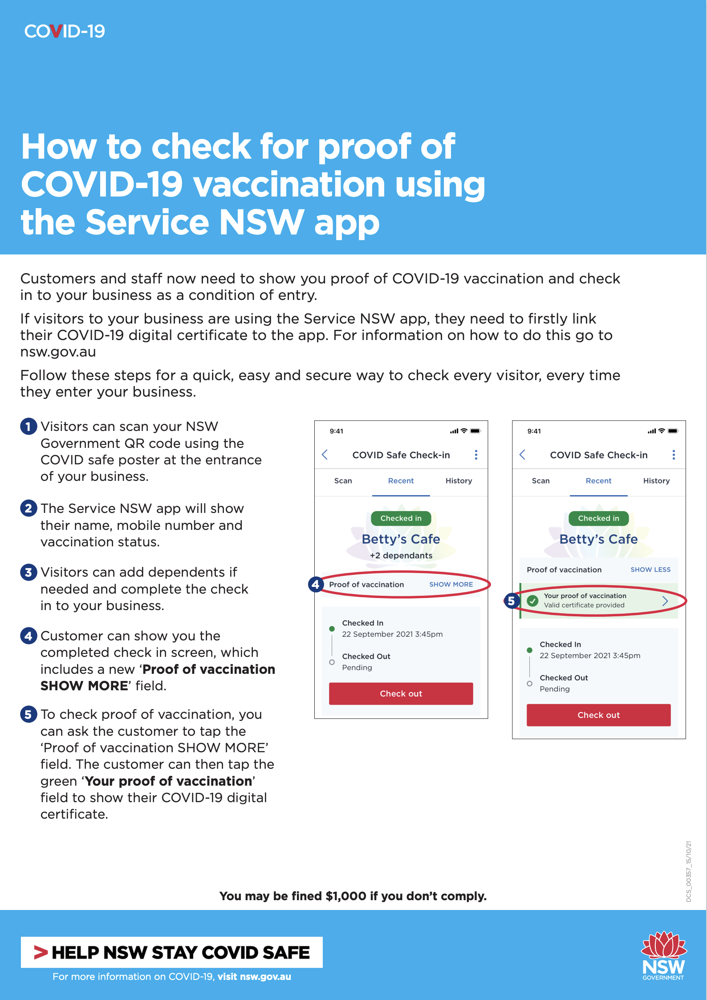 COVID-19
How to check for proof of
COVID-19 vaccination using
the Service NSW app
Customers and staff now need to show you proof of COVID-19 vaccination and check
in to your business as a condition of entry.
If visitors to your business are using the Service NSW app, they need to firstly link
their COVID-19 digital certificate to the app. For information on how to do this go to
nsw.gov.au
Follow these steps for a quick, easy and secure way to check every visitor, every time
they enter your business.
1 Visitors can scan your NSW
Government QR code using the
COVID safe poster at the entrance
of your business.
2 The Service NSW app will show
their name, mobile number and
vaccination status.
3 Visitors can add dependents if
needed and complete the check
in to your business.
4 Customer can show you the
completed check in screen, which
includes a new ‘Proof of vaccination
SHOW MORE’ field.
5 To check proof of vaccination, you
can ask the customer to tap the
‘Proof of vaccination SHOW MORE’
field. The customer can then tap the
green ‘Your proof of vaccination’
field to show their COVID-19 digital
certificate.
9:41
COVID Safe Check-in
Scan Recent History
Checked in
Betty’s Cafe
+2 dependants
4 Proof of vaccination SHOW MORE
Checked In
22 September 2021 3:45pm
Checked Out
Pending
Check out
9:41
COVID Safe Check-in
Scan Recent History
Checked in
Betty’s Cafe
Proof of vaccination SHOW LESS
5 Your proof of vaccination
Valid certificate provided
Checked In
22 September 2021 3:45pm
Checked Out
Pending
Check out
DCS_00357_15/10/21
You may be fined $1,000 if you don’t comply.
> HELP NSW STAY COVID SAFE
For more information on COVID-19, visit nsw.gov.au
NSW
GOVERNMENT